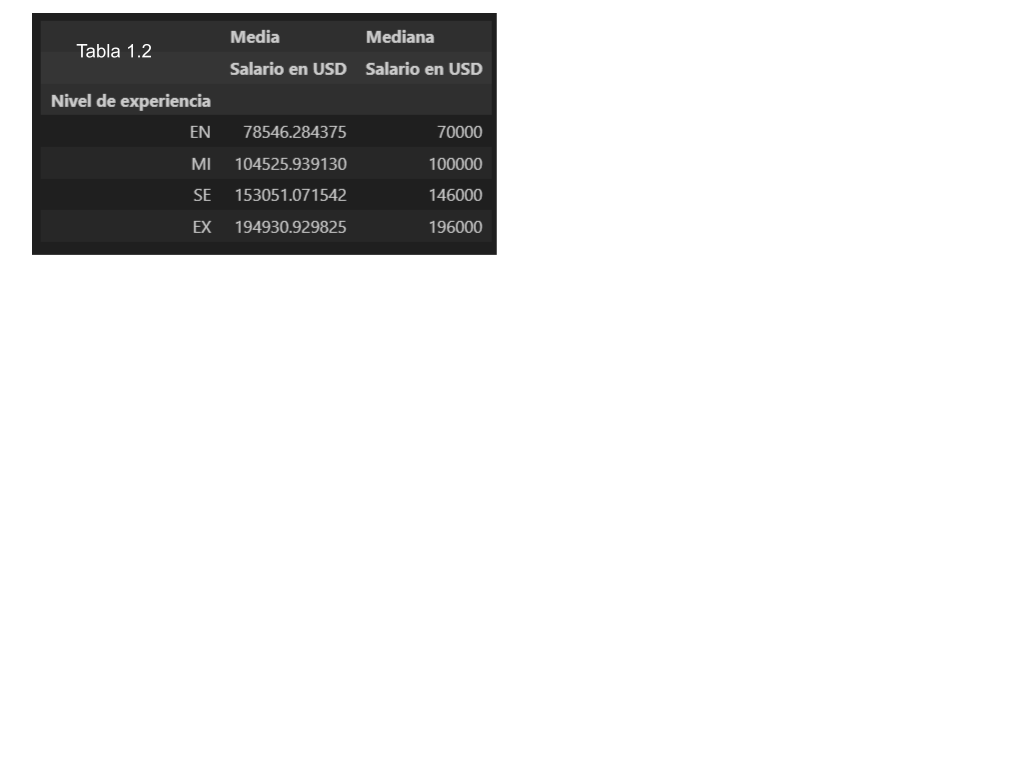 Tabla 1.2
Media Mediana
Salario en USD Salario en USD
Nivel de experiencia
EN 78546.284375 70000
MI 104525.939130 100000
SE 153051.071542 146000
EX 194930.929825 196000